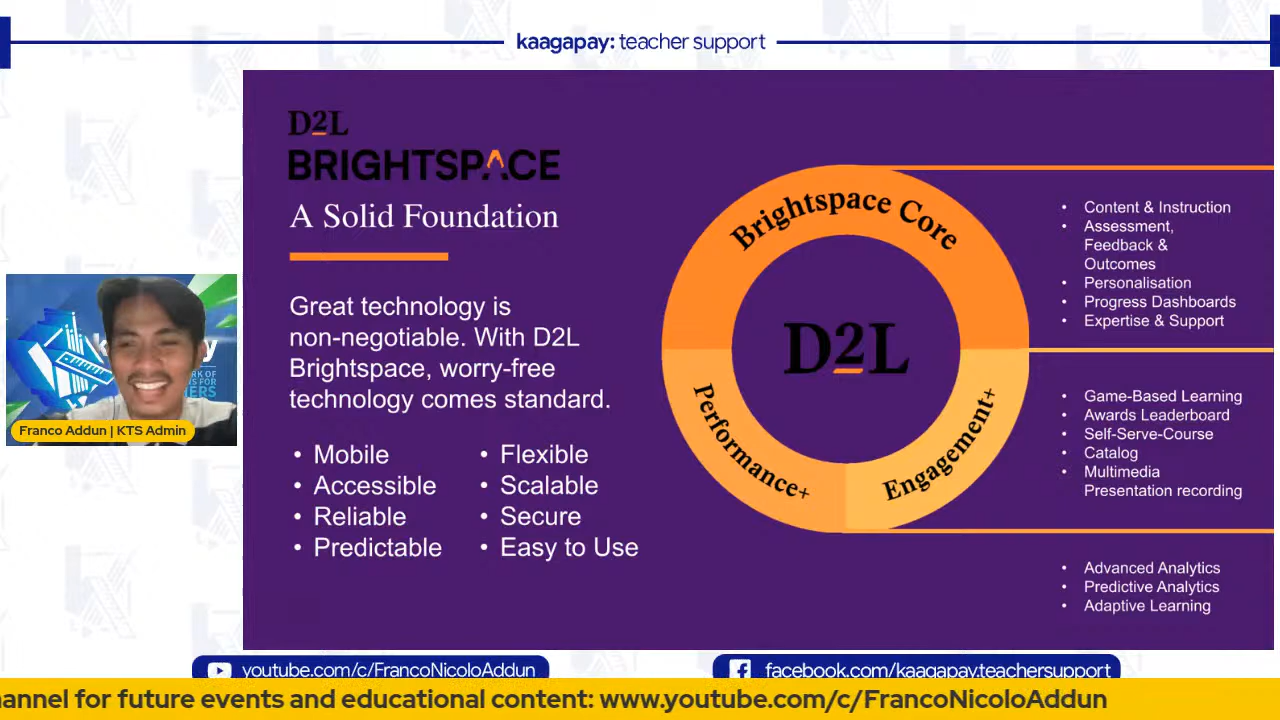 kaagapay: teacher support
D2L
BRIGHTSPACE
A Solid Foundation
Great technology is
non-negotiable. With D2L
Brightspace, worry-free
technology comes standard.
• Mobile
• Accessible
• Reliable
• Predictable
• Flexible
• Scalable
• Secure
• Easy to Use
Brightspace Core
D2L
Performance+
Engagement+
• Content & Instruction
• Assessment,
Feedback &
Outcomes
• Personalisation
• Progress Dashboards
• Expertise & Support
• Game-Based Learning
• Awards Leaderboard
• Self-Serve-Course
• Catalog
• Multimedia
Presentation recording
• Advanced Analytics
• Predictive Analytics
• Adaptive Learning
Franco Addun | KTS Admin
youtube.com/c/FrancoNicoloAddun
facebook.com/kaagapay.teachersupport
for future events and educational content: www.youtube.com/c/FrancoNicoloAddun